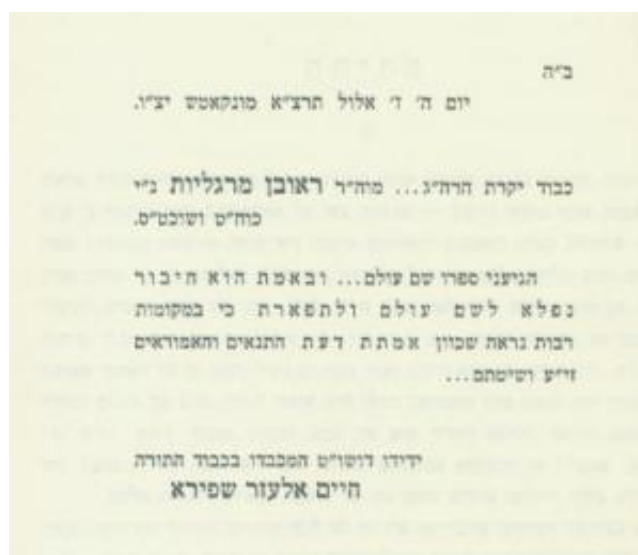 ב״ה
יום ה׳ ז׳ אלול תרצ״א מונקאטש יצ״ו.
כבוד יקרת הרה״ג... מוה״ר ראובן מרגליות נ״י
כוח״ט ושוכט״ס.
הגיעני ספרו שם עולם... ובאמת הוא חיבור
נפלא לשם עולם ולתפארת כי במקומות
רבות נראה שכוון אמתת דעת התנאים והאמוראים
זי״ע ושיטתם...
ידידו דושו״ט המכבדו בכבוד התורה
חיים אלעזר שפירא